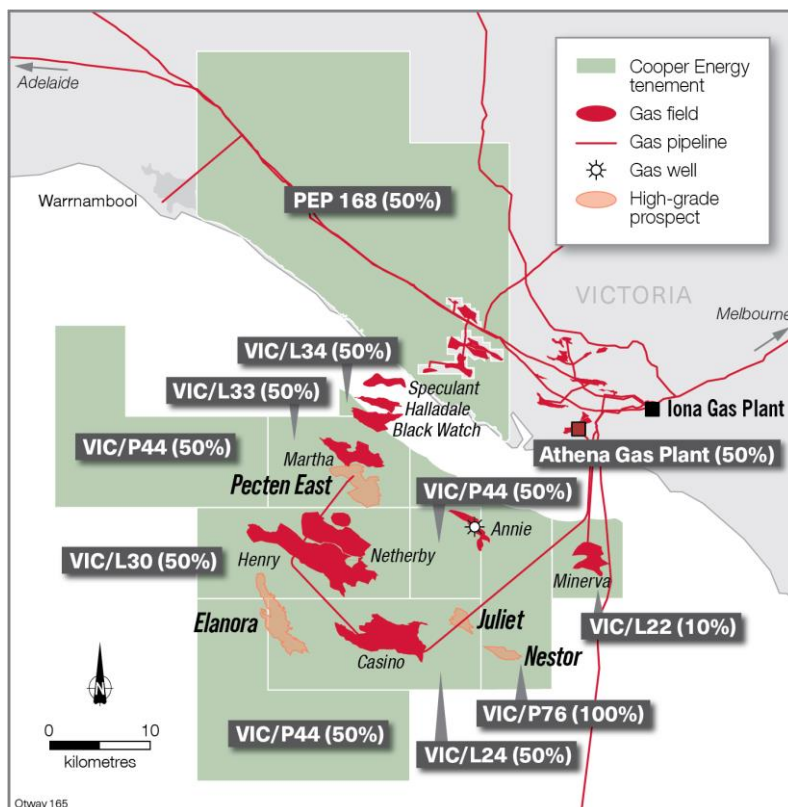 Adelaide
Warrnambool
PEP 168 (50%)
Cooper Energy
tenement
Gas field
Gas pipeline
Gas well
High-grade
prospect
VICTORIA
Melbourne
VIC/L34 (50%)
VIC/L33 (50%)
Speculant
Halladale
Black Watch
Iona Gas Plant
VIC/P44 (50%)
Martha
Pecten East
Athena Gas Plant (50%)
VIC/P44 (50%)
Annie
VIC/L30 (50%)
Henry
Netherby
Minerva
Elanora
Casino
Juliet
Nestor
VIC/L22 (10%)
N
0
10
kilometres
VIC/P44 (50%)
VIC/P76 (100%)
VIC/L24 (50%)
Otway 165